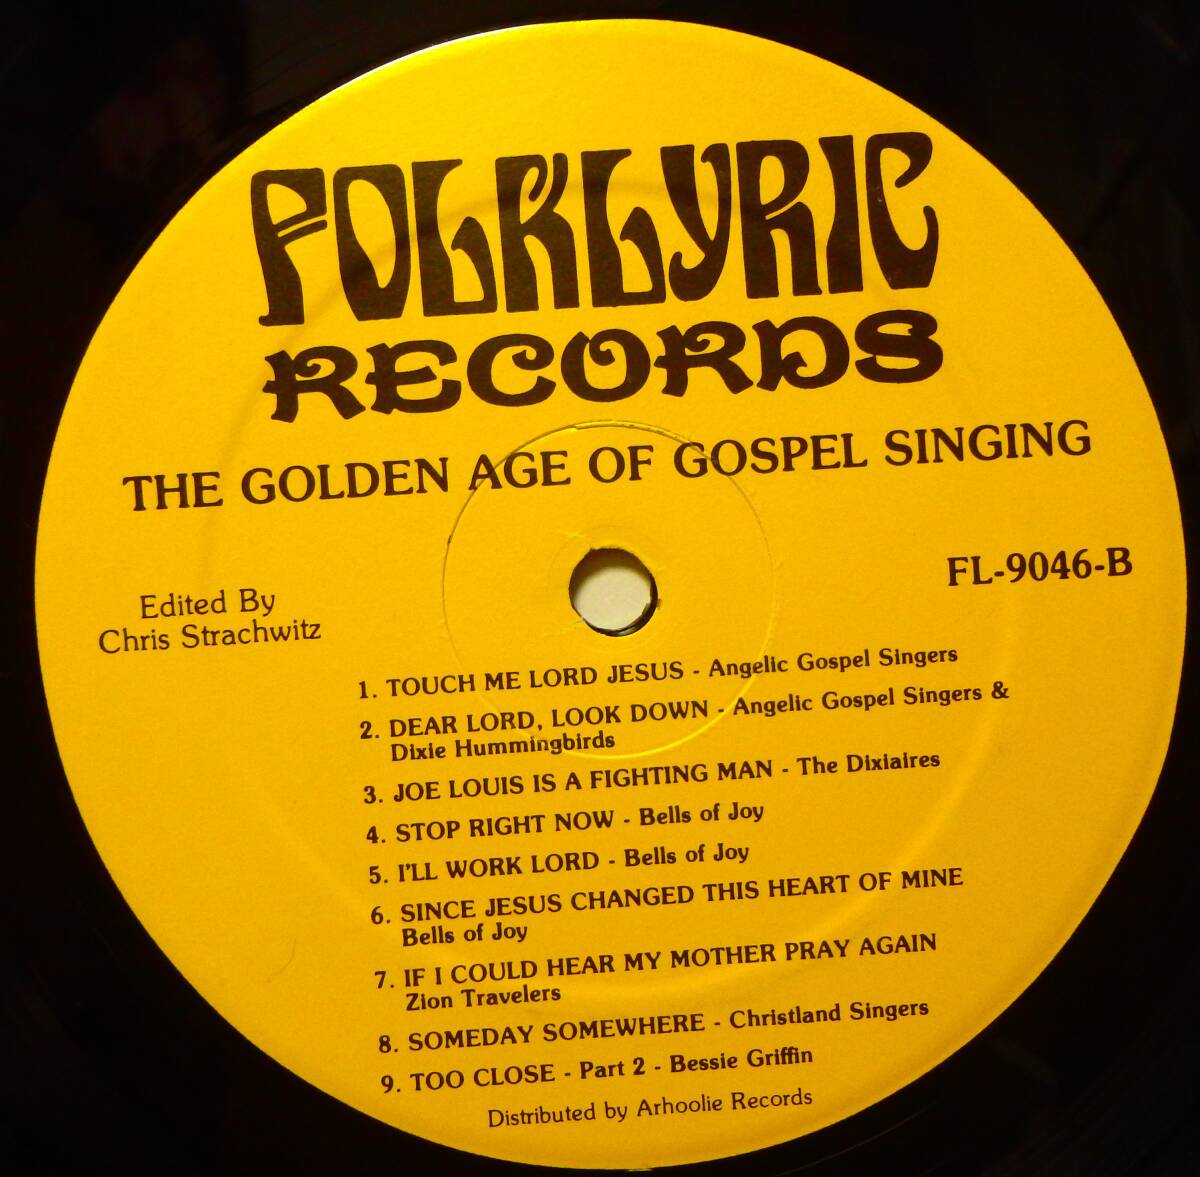 FOLKLYRIC
RECORDS
THE GOLDEN AGE OF GOSPEL SINGING
FL-9046-B
Edited By
Chris Strachwitz
1. TOUCH ME LORD JESUS - Angelic Gospel Singers
2. DEAR LORD, LOOK DOWN - Angelic Gospel Singers &
Dixie Hummingbirds
3. JOE LOUIS IS A FIGHTING MAN - The Dixiaires
4. STOP RIGHT NOW - Bells of Joy
5. I'LL WORK LORD - Bells of Joy
6. SINCE JESUS CHANGED THIS HEART OF MINE
Bells of Joy
7. IF I COULD HEAR MY MOTHER PRAY AGAIN
Zion Travelers
8. SOMEDAY SOMEWHERE - Christland Singers
9. TOO CLOSE - Part 2 - Bessie Griffin
Distributed by Arhoolie Records